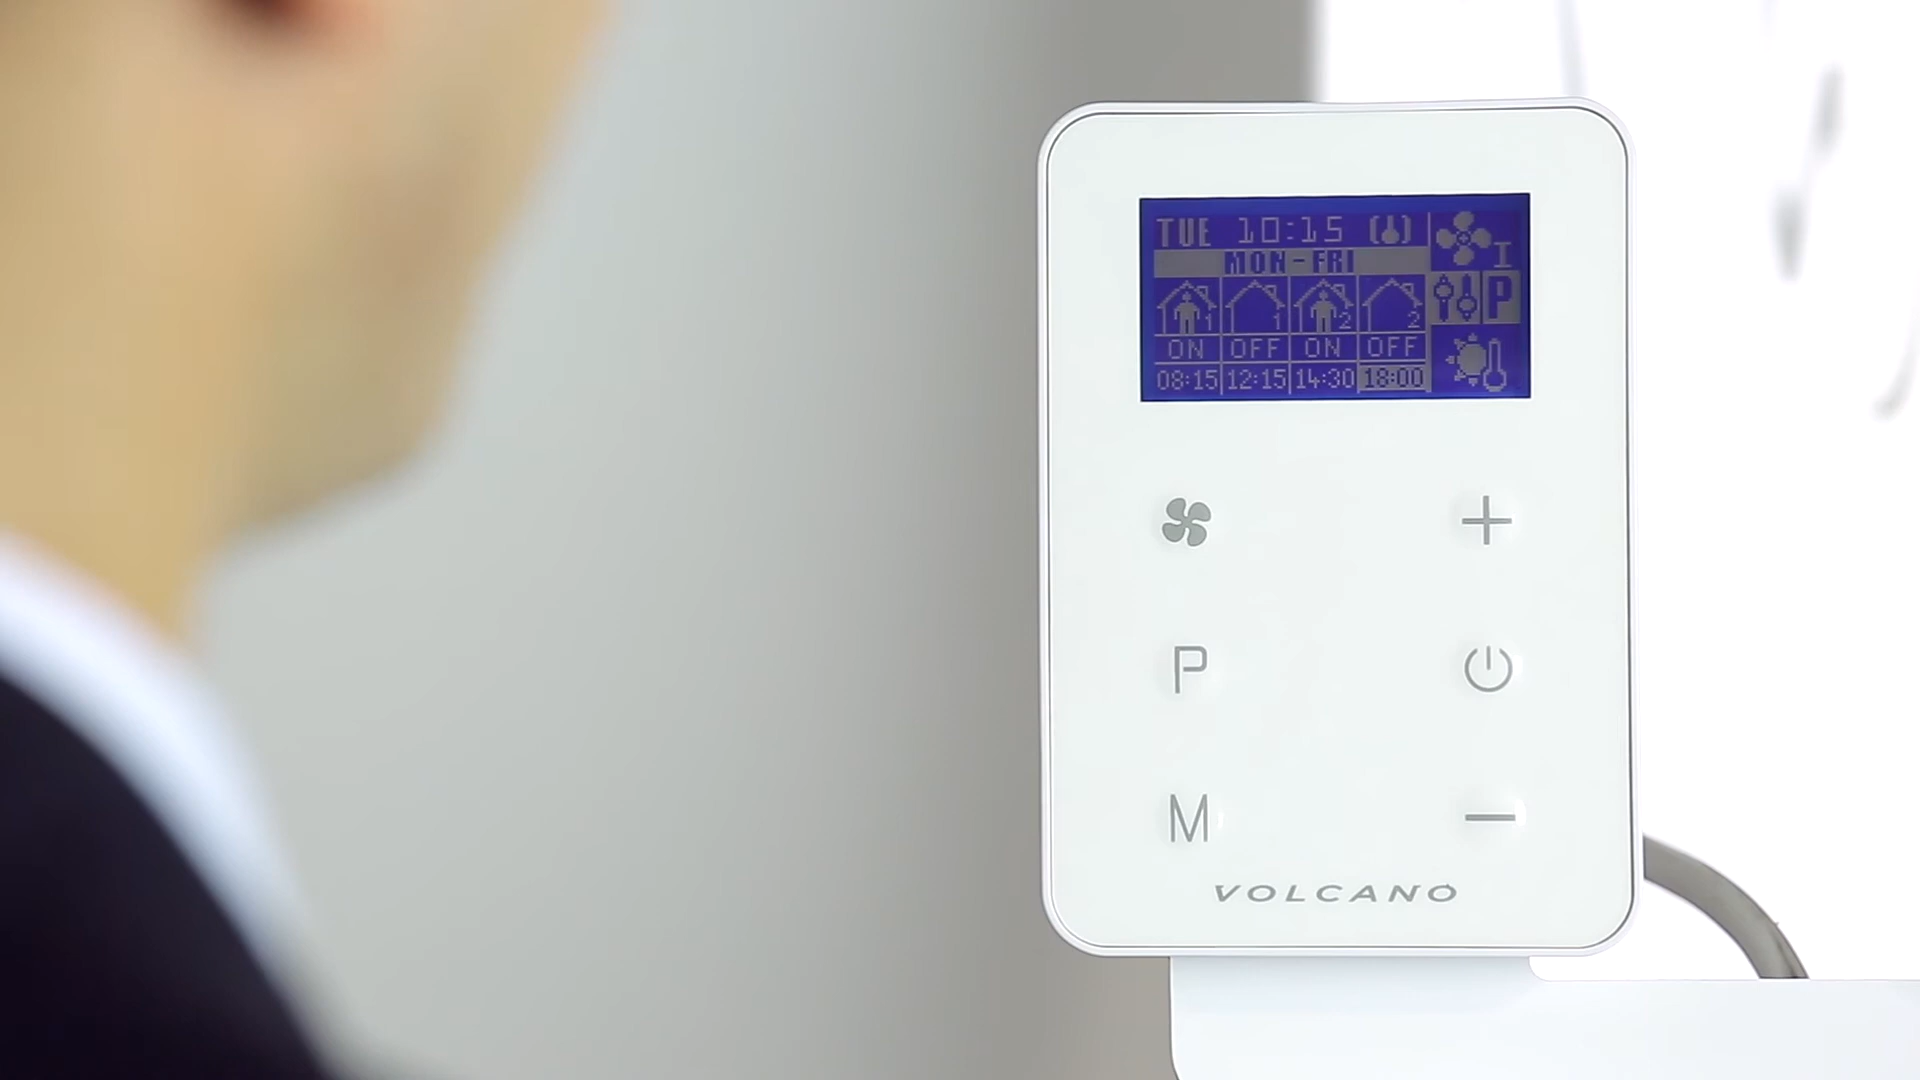 TUE 10:15
I
MON-FRI
1 1 2 2
P
ON OFF ON OFF
08:15 12:15 14:30 18:00
P
M
VOLCANO